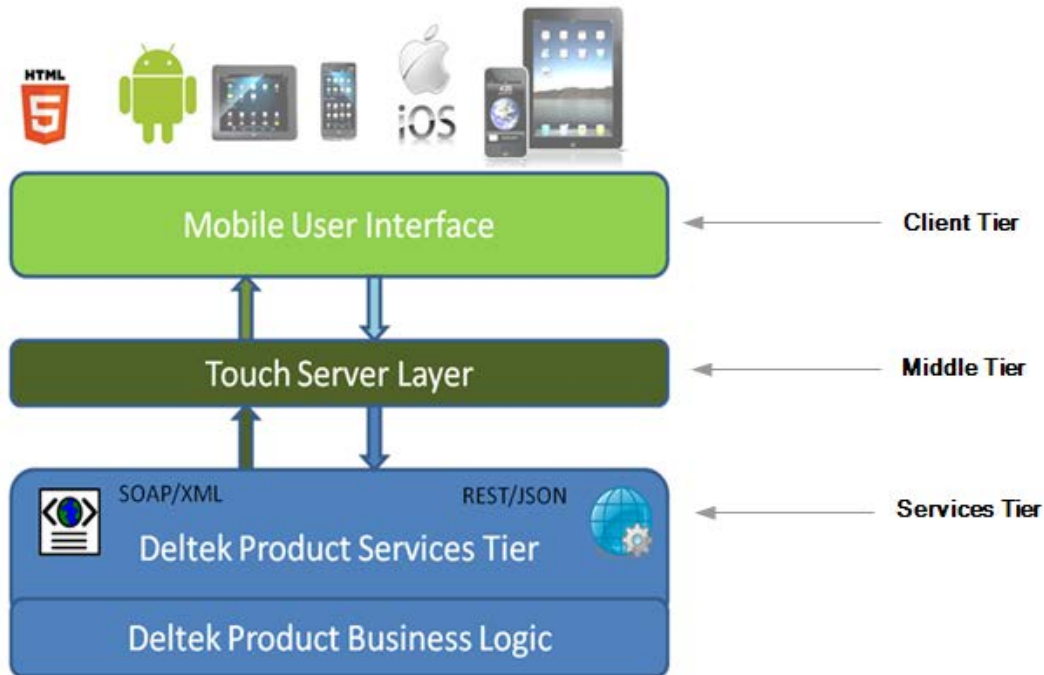 HTML
5
iOS
Mobile User Interface
Client Tier
Touch Server Layer
Middle Tier
SOAP/XML
REST/JSON
Services Tier
Deltek Product Services Tier
Deltek Product Business Logic